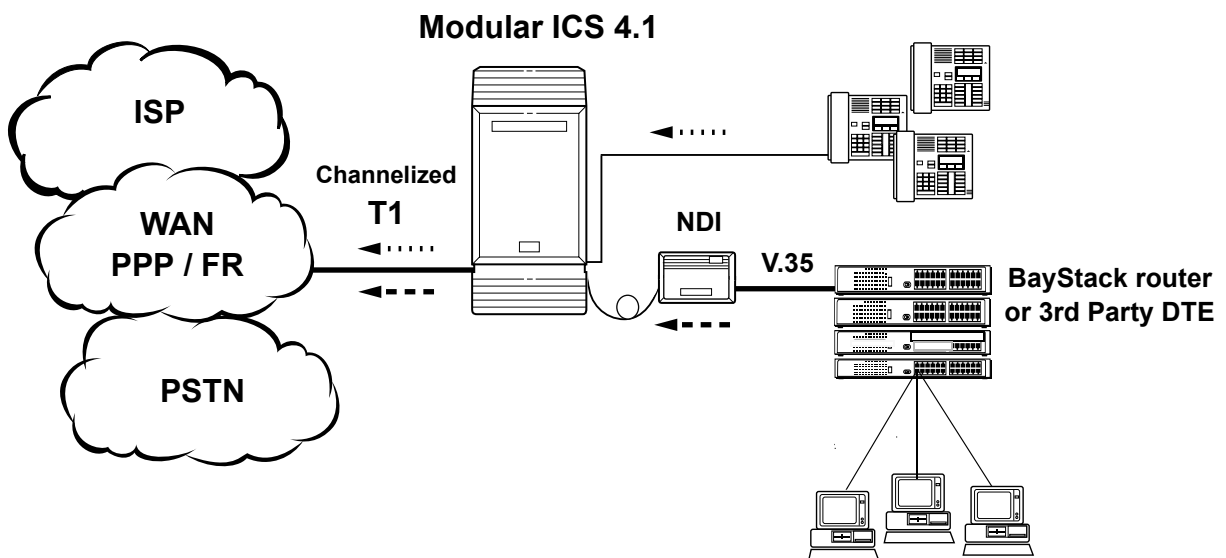 Modular ICS 4.1
ISP
Channelized
T1
WAN
PPP / FR
NDI
V.35
BayStack router
or 3rd Party DTE
PSTN